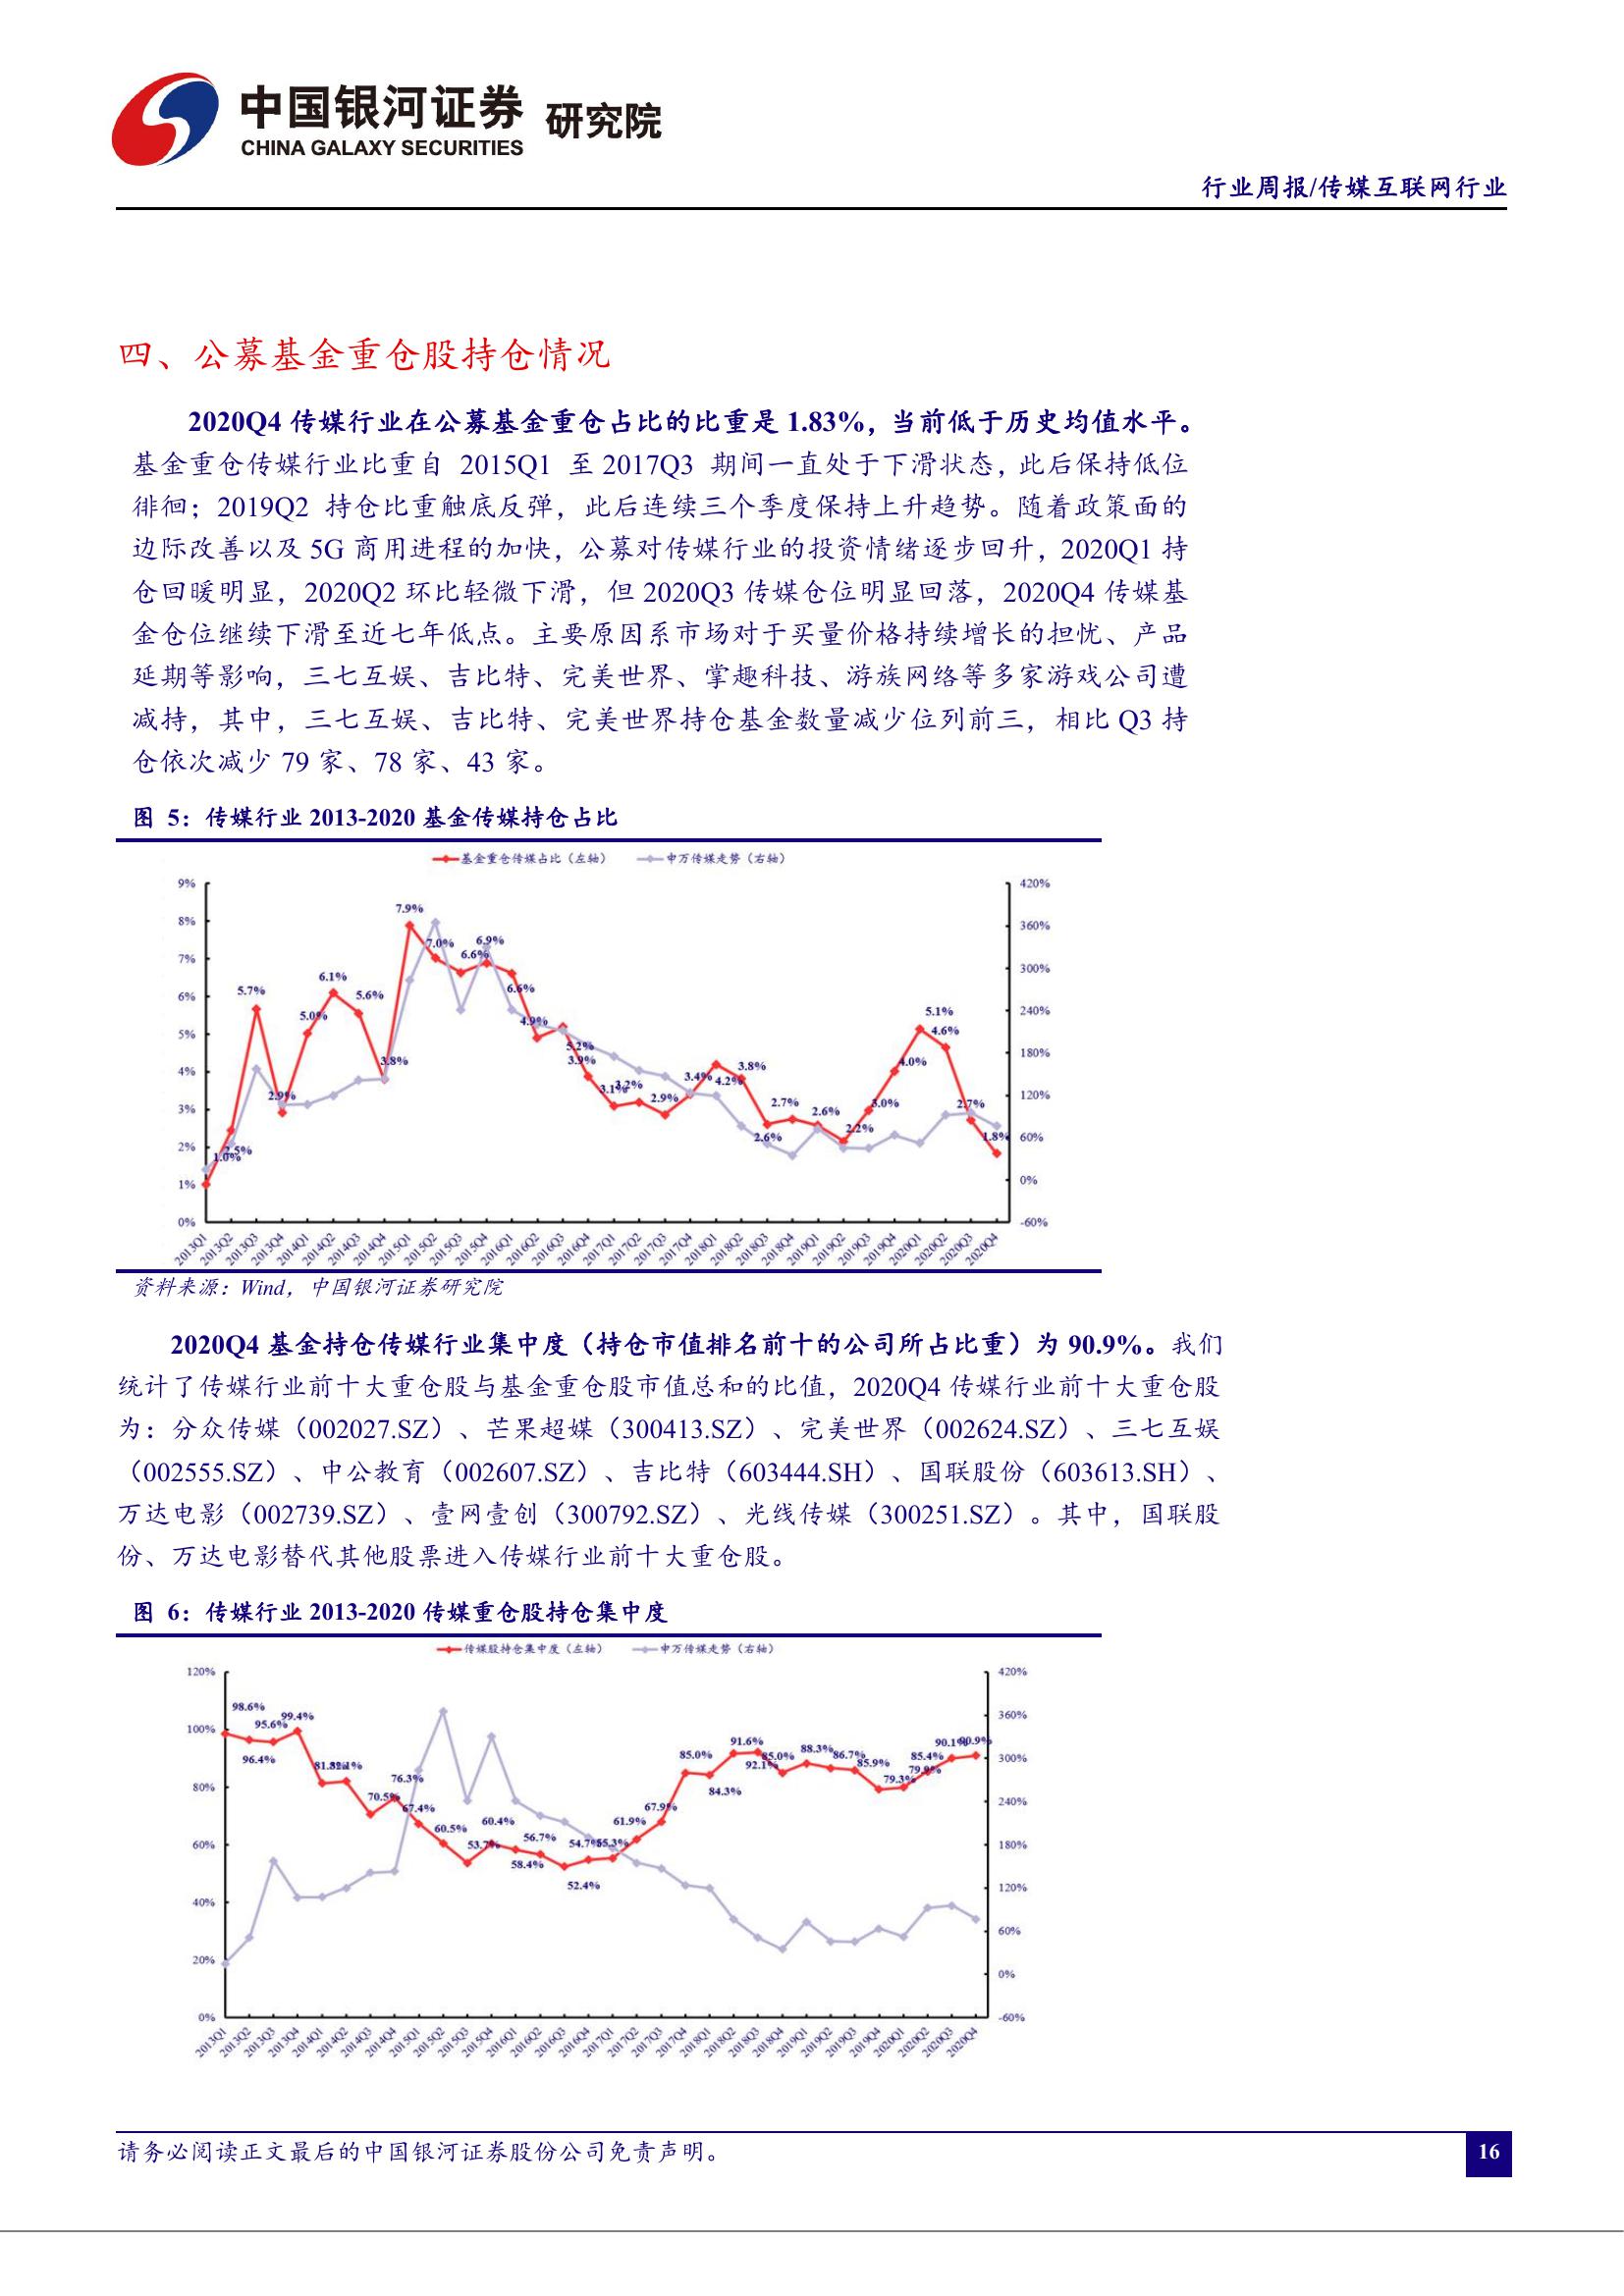 中国银河证券 研究院
CHINA GALAXY SECURITIES
行业周报/传媒互联网行业
四、公募基金重仓股持仓情况
2020Q4 传媒行业在公募基金重仓占比的比重是 1.83%，当前低于历史均值水平。
基金重仓传媒行业比重自 2015Q1 至 2017Q3 期间一直处于下滑状态，此后保持低位
徘徊；2019Q2 持仓比重触底反弹，此后连续三个季度保持上升趋势。随着政策面的
边际改善以及 5G 商用进程的加快，公募对传媒行业的投资情绪逐步回升，2020Q1 持
仓回暖明显，2020Q2 环比轻微下滑，但 2020Q3 传媒仓位明显回落，2020Q4 传媒基
金仓位继续下滑至近七年低点。主要原因系市场对于买量价格持续增长的担忧、产品
延期等影响，三七互娱、吉比特、完美世界、掌趣科技、游族网络等多家游戏公司遭
减持，其中，三七互娱、吉比特、完美世界持仓基金数量减少位列前三，相比 Q3 持
仓依次减少 79 家、78 家、43 家。
图 5：传媒行业 2013-2020 基金传媒持仓占比
基金重仓传媒占比（左轴） 申万传媒走势（右轴）
9% 8% 7% 6% 5% 4% 3% 2% 1% 0%
1.0% 2.5% 5.7% 2.9% 5.0% 6.1% 5.6% 3.8% 7.9% 7.0% 6.6% 6.9% 6.6% 4.9% 5.2% 3.9% 3.1% 3.2% 2.9% 3.4% 4.2% 3.8% 2.6% 2.7% 2.6% 2.2% 3.0% 4.0% 5.1% 4.6% 2.7% 1.8%
420% 360% 300% 240% 180% 120% 60% 0% -60%
2013Q1 2013Q2 2013Q3 2013Q4 2014Q1 2014Q2 2014Q3 2014Q4 2015Q1 2015Q2 2015Q3 2015Q4 2016Q1 2016Q2 2016Q3 2016Q4 2017Q1 2017Q2 2017Q3 2017Q4 2018Q1 2018Q2 2018Q3 2018Q4 2019Q1 2019Q2 2019Q3 2019Q4 2020Q1 2020Q2 2020Q3 2020Q4
资料来源：Wind，中国银河证券研究院
2020Q4 基金持仓传媒行业集中度（持仓市值排名前十的公司所占比重）为 90.9%。我们
统计了传媒行业前十大重仓股与基金重仓股市值总和的比值，2020Q4 传媒行业前十大重仓股
为：分众传媒（002027.SZ）、芒果超媒（300413.SZ）、完美世界（002624.SZ）、三七互娱
（002555.SZ）、中公教育（002607.SZ）、吉比特（603444.SH）、国联股份（603613.SH）、
万达电影（002739.SZ）、壹网壹创（300792.SZ）、光线传媒（300251.SZ）。其中，国联股
份、万达电影替代其他股票进入传媒行业前十大重仓股。
图 6：传媒行业 2013-2020 传媒重仓股持仓集中度
传媒股持仓集中度（左轴） 申万传媒走势（右轴）
120% 100% 80% 60% 40% 20% 0%
98.6% 96.4% 95.6% 99.4% 81.3% 82.1% 70.5% 76.3% 67.4% 60.5% 53.7% 60.4% 58.4% 56.7% 52.4% 54.7% 55.3% 61.9% 67.9% 85.0% 84.3% 91.6% 92.1% 85.0% 88.3% 86.7% 85.9% 79.3% 79.9% 85.4% 90.1% 90.9%
420% 360% 300% 240% 180% 120% 60% 0% -60%
2013Q1 2013Q2 2013Q3 2013Q4 2014Q1 2014Q2 2014Q3 2014Q4 2015Q1 2015Q2 2015Q3 2015Q4 2016Q1 2016Q2 2016Q3 2016Q4 2017Q1 2017Q2 2017Q3 2017Q4 2018Q1 2018Q2 2018Q3 2018Q4 2019Q1 2019Q2 2019Q3 2019Q4 2020Q1 2020Q2 2020Q3 2020Q4
请务必阅读正文最后的中国银河证券股份公司免责声明。
16